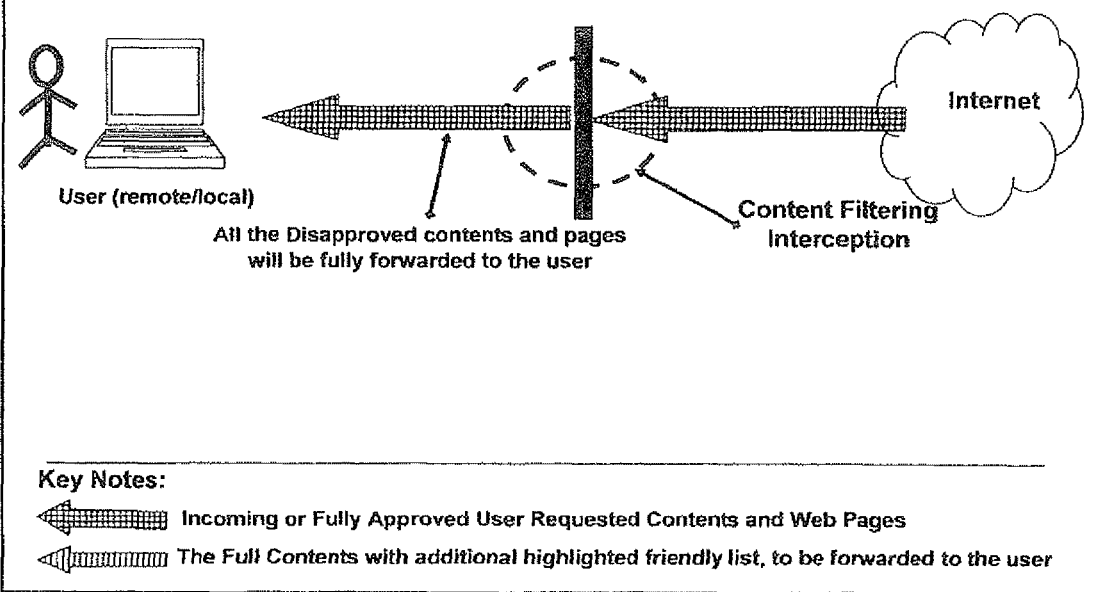 Internet
User (remote/local)
Content Filtering
Interception
All the Disapproved contents and pages
will be fully forwarded to the user
Key Notes:
Incoming or Fully Approved User Requested Contents and Web Pages
The Full Contents with additional highlighted friendly list, to be forwarded to the user